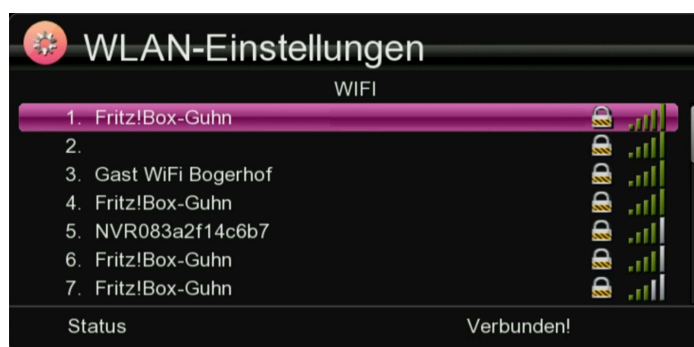 WLAN-Einstellungen
WIFI
1. Fritz!Box-Guhn
2.
3. Gast WiFi Bogerhof
4. Fritz!Box-Guhn
5. NVR083a2f14c6b7
6. Fritz!Box-Guhn
7. Fritz!Box-Guhn
Status Verbunden!